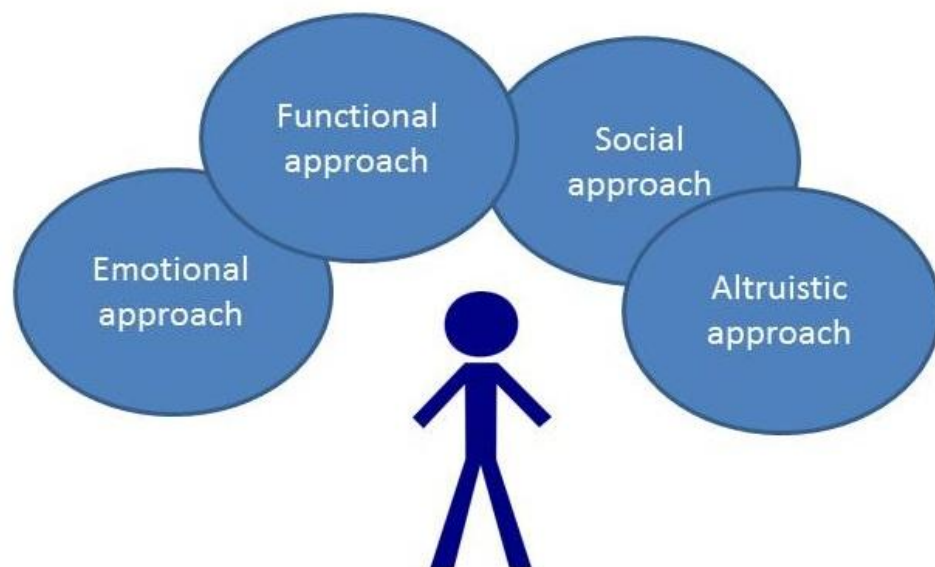 Functional
approach
Social
approach
Emotional
approach
Altruistic
approach